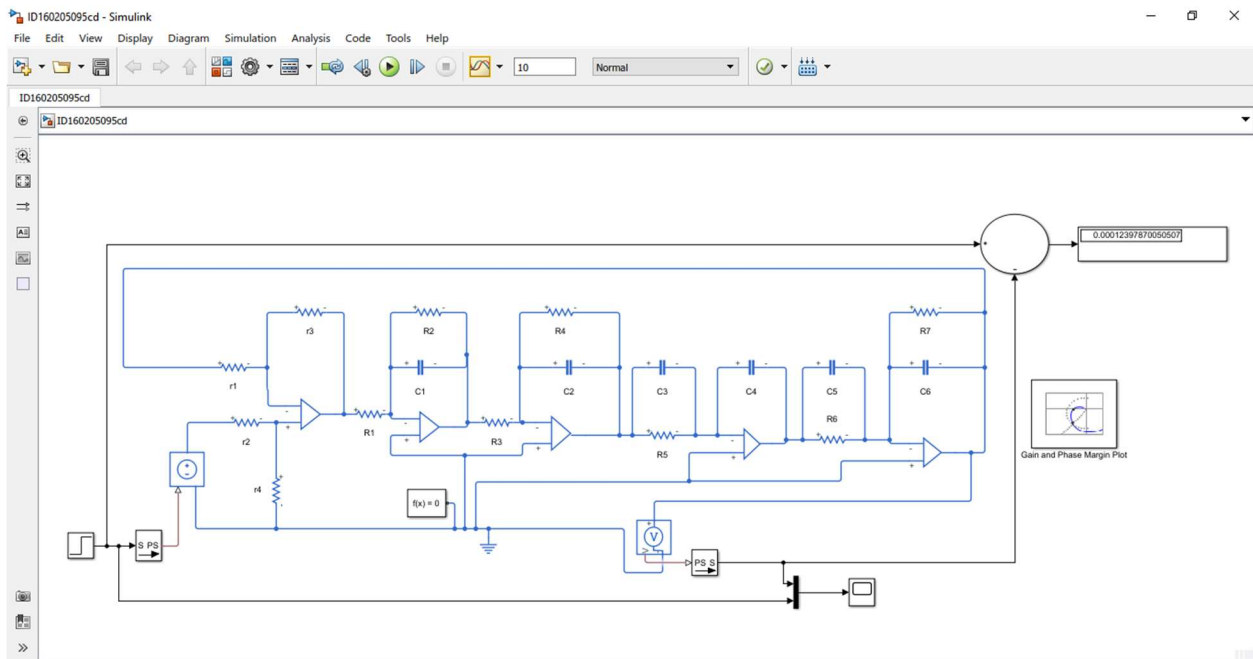 ID160205095cd - Simulink
File Edit View Display Diagram Simulation Analysis Code Tools Help
10
Normal
ID160205095cd
ID160205095cd
0.00012397870050507
r3
R2
R4
R7
r1
C1
C2
C3
C4
C5
C6
r2
R1
R3
R5
R6
r4
f(x) = 0
Gain and Phase Margin Plot
V
S PS
PS S